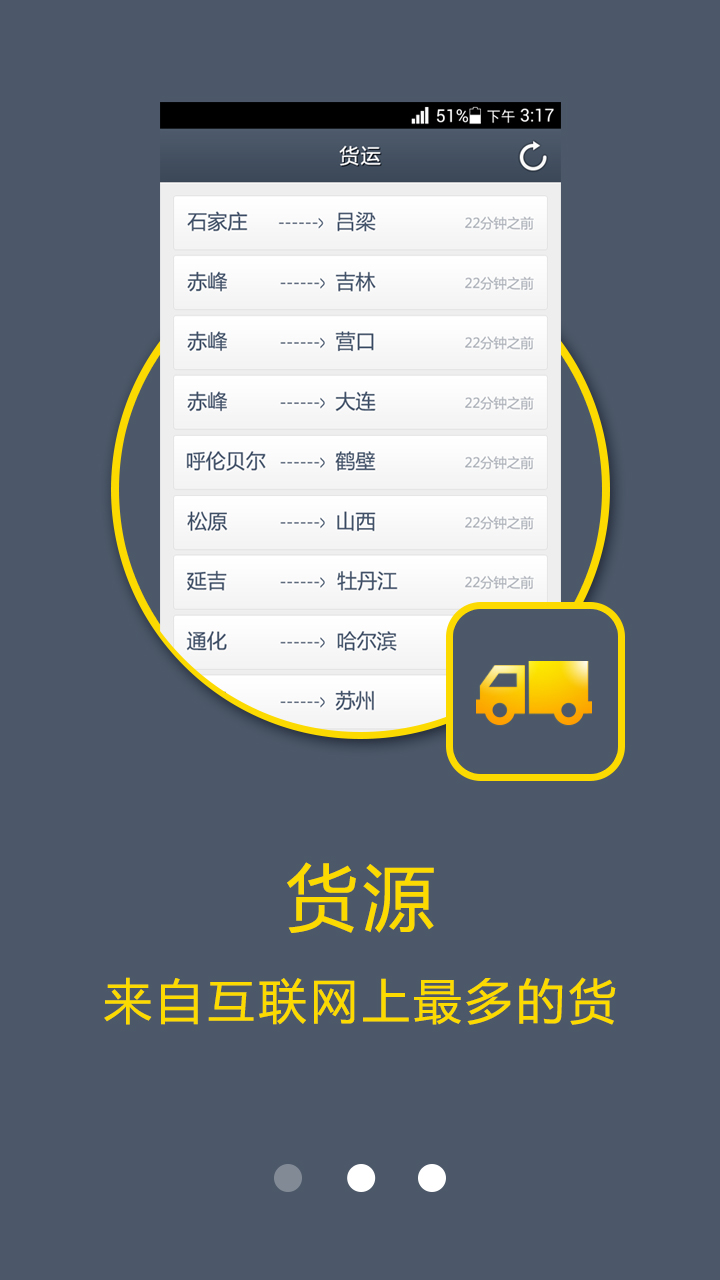 51% 下午 3:17
货运
石家庄 ------> 吕梁 22分钟之前
赤峰 ------> 吉林 22分钟之前
赤峰 ------> 营口 22分钟之前
赤峰 ------> 大连 22分钟之前
呼伦贝尔 ------> 鹤壁 22分钟之前
松原 ------> 山西 22分钟之前
延吉 ------> 牡丹江 22分钟之前
通化 ------> 哈尔滨
------> 苏州
货源
来自互联网上最多的货